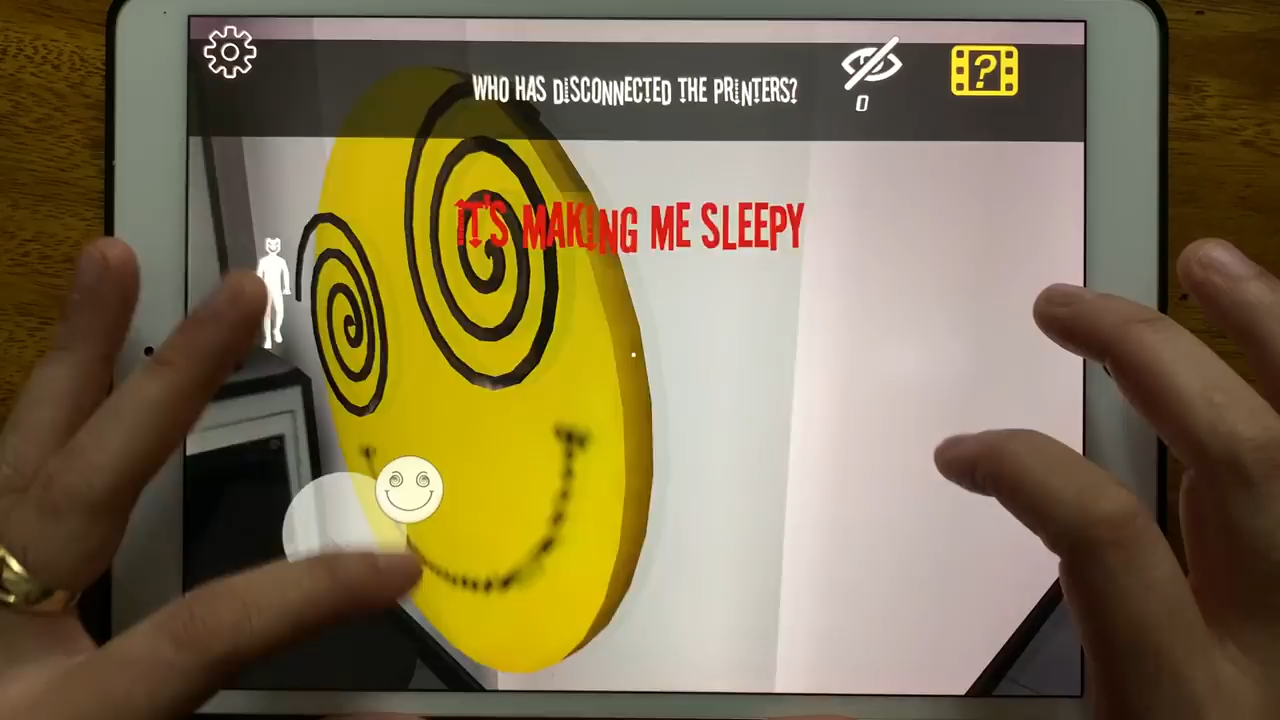 WHO HAS DISCONNECTED THE PRINTERS?
0
?
IT'S MAKING ME SLEEPY